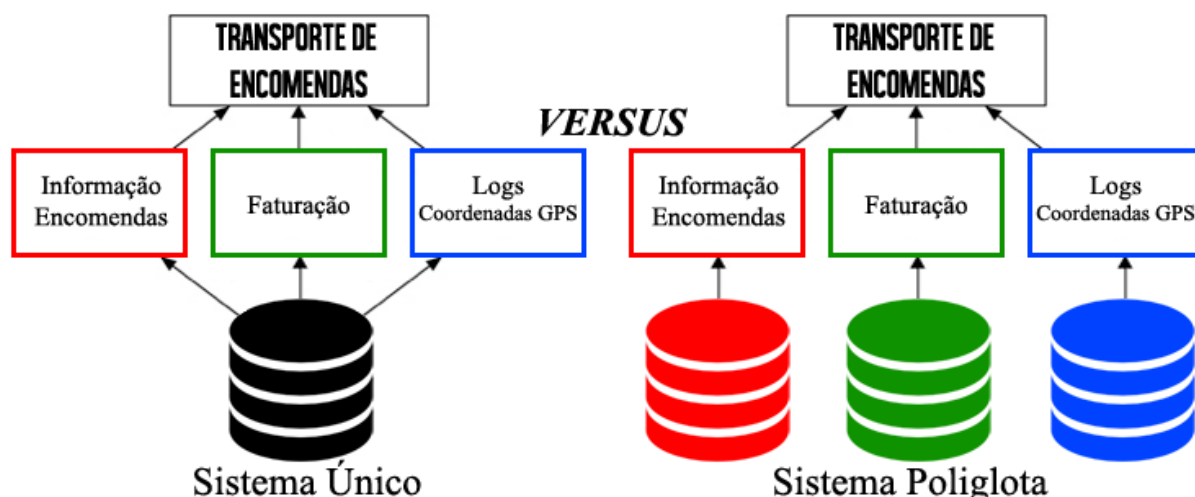 TRANSPORTE DE
ENCOMENDAS
Informação
Encomendas
Faturação
Logs
Coordenadas GPS
Sistema Único
VERSUS
TRANSPORTE DE
ENCOMENDAS
Informação
Encomendas
Faturação
Logs
Coordenadas GPS
Sistema Poliglota